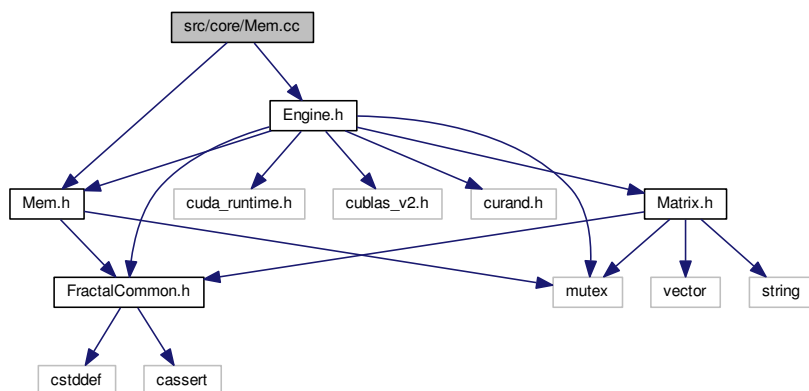 src/core/Mem.cc
Engine.h
Mem.h
cuda_runtime.h
cublas_v2.h
curand.h
Matrix.h
FractalCommon.h
mutex
vector
string
cstddef
cassert